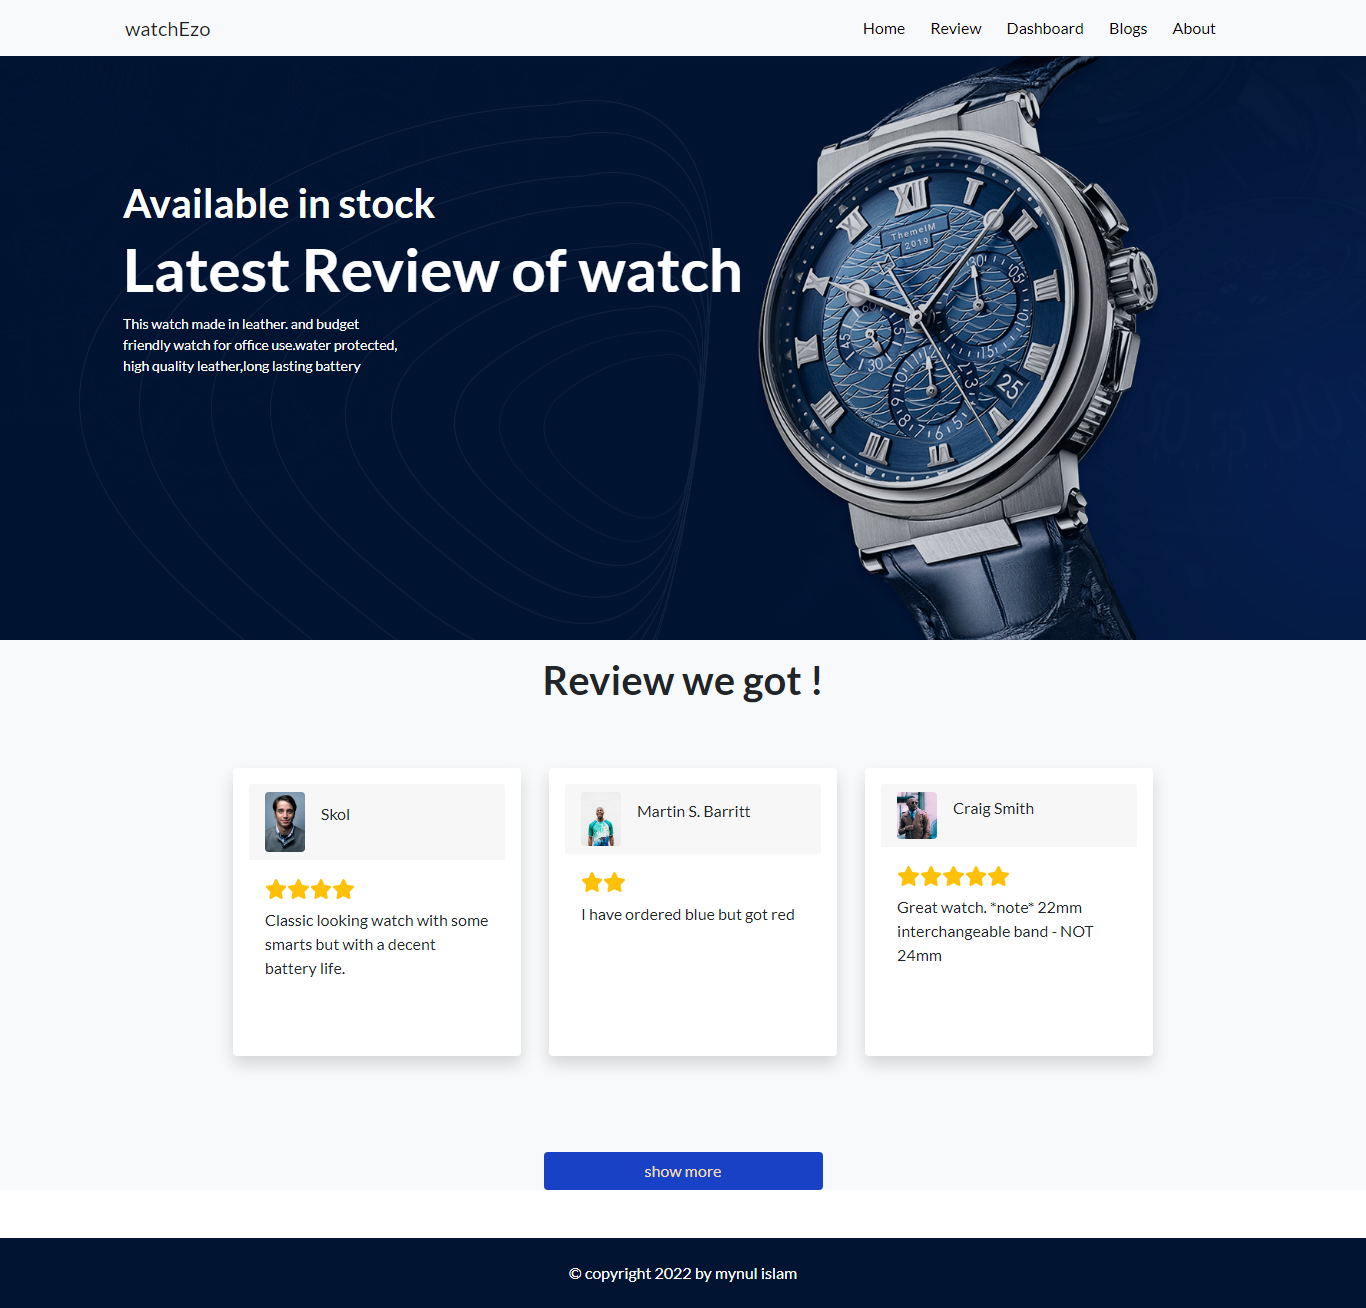 watchEzo
Home Review Dashboard Blogs About
Available in stock
Latest Review of watch
This watch made in leather. and budget
friendly watch for office use.water protected,
high quality leather,long lasting battery
ThemeIM
2019
25
Review we got !
Skol
Classic looking watch with some
smarts but with a decent
battery life.
Martin S. Barritt
I have ordered blue but got red
Craig Smith
Great watch. *note* 22mm
interchangeable band - NOT
24mm
show more
© copyright 2022 by mynul islam